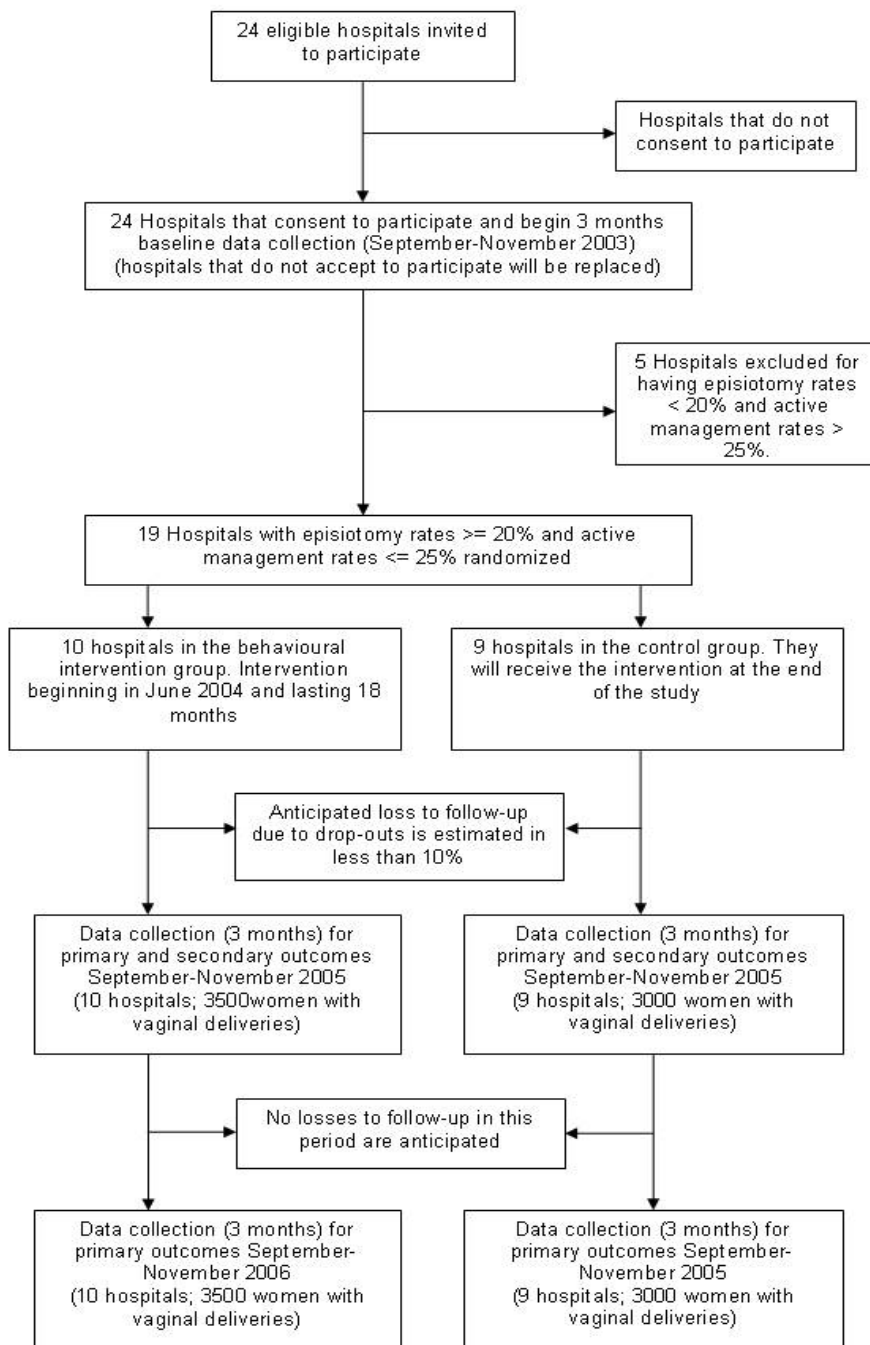 24 eligible hospitals invited
to participate
Hospitals that do not
consent to participate
24 Hospitals that consent to participate and begin 3 months
baseline data collection (September-November 2003)
(hospitals that do not accept to participate will be replaced)
5 Hospitals excluded for
having episiotomy rates
< 20% and active
management rates >
25%.
19 Hospitals with episiotomy rates >= 20% and active
management rates <= 25% randomized
10 hospitals in the behavioural
intervention group. Intervention
beginning in June 2004 and lasting 18
months
9 hospitals in the control group. They
will receive the intervention at the end
of the study
Anticipated loss to follow-up
due to drop-outs is estimated in
less than 10%
Data collection (3 months) for
primary and secondary outcomes
September-November 2005
(10 hospitals; 3500women with
vaginal deliveries)
Data collection (3 months) for
primary and secondary outcomes
September-November 2005
(9 hospitals; 3000 women with
vaginal deliveries)
No losses to follow-up in this
period are anticipated
Data collection (3 months) for
primary outcomes September-
November 2006
(10 hospitals; 3500 women with
vaginal deliveries)
Data collection (3 months) for
primary outcomes September-
November 2005
(9 hospitals; 3000 women with
vaginal deliveries)